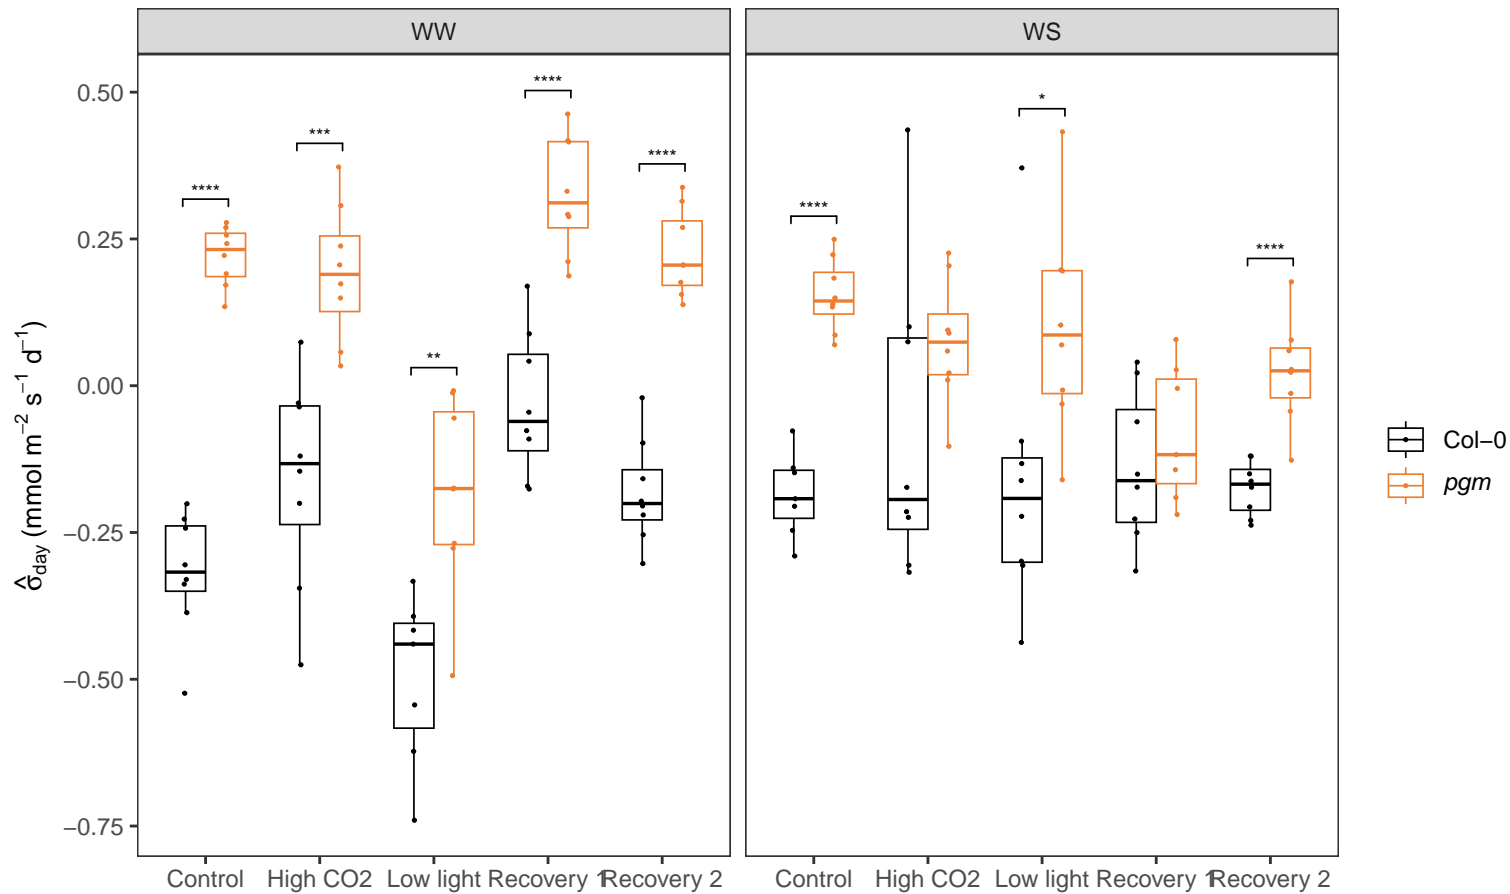 WW
WS
σ̂day (mmol m−2 s−1 d−1)
0.50
0.25
0.00
−0.25
−0.50
−0.75
****
***
**
****
****
****
*
****
Control
High CO2
Low light
Recovery 1
Recovery 2
Control
High CO2
Low light
Recovery 1
Recovery 2
Col−0
pgm